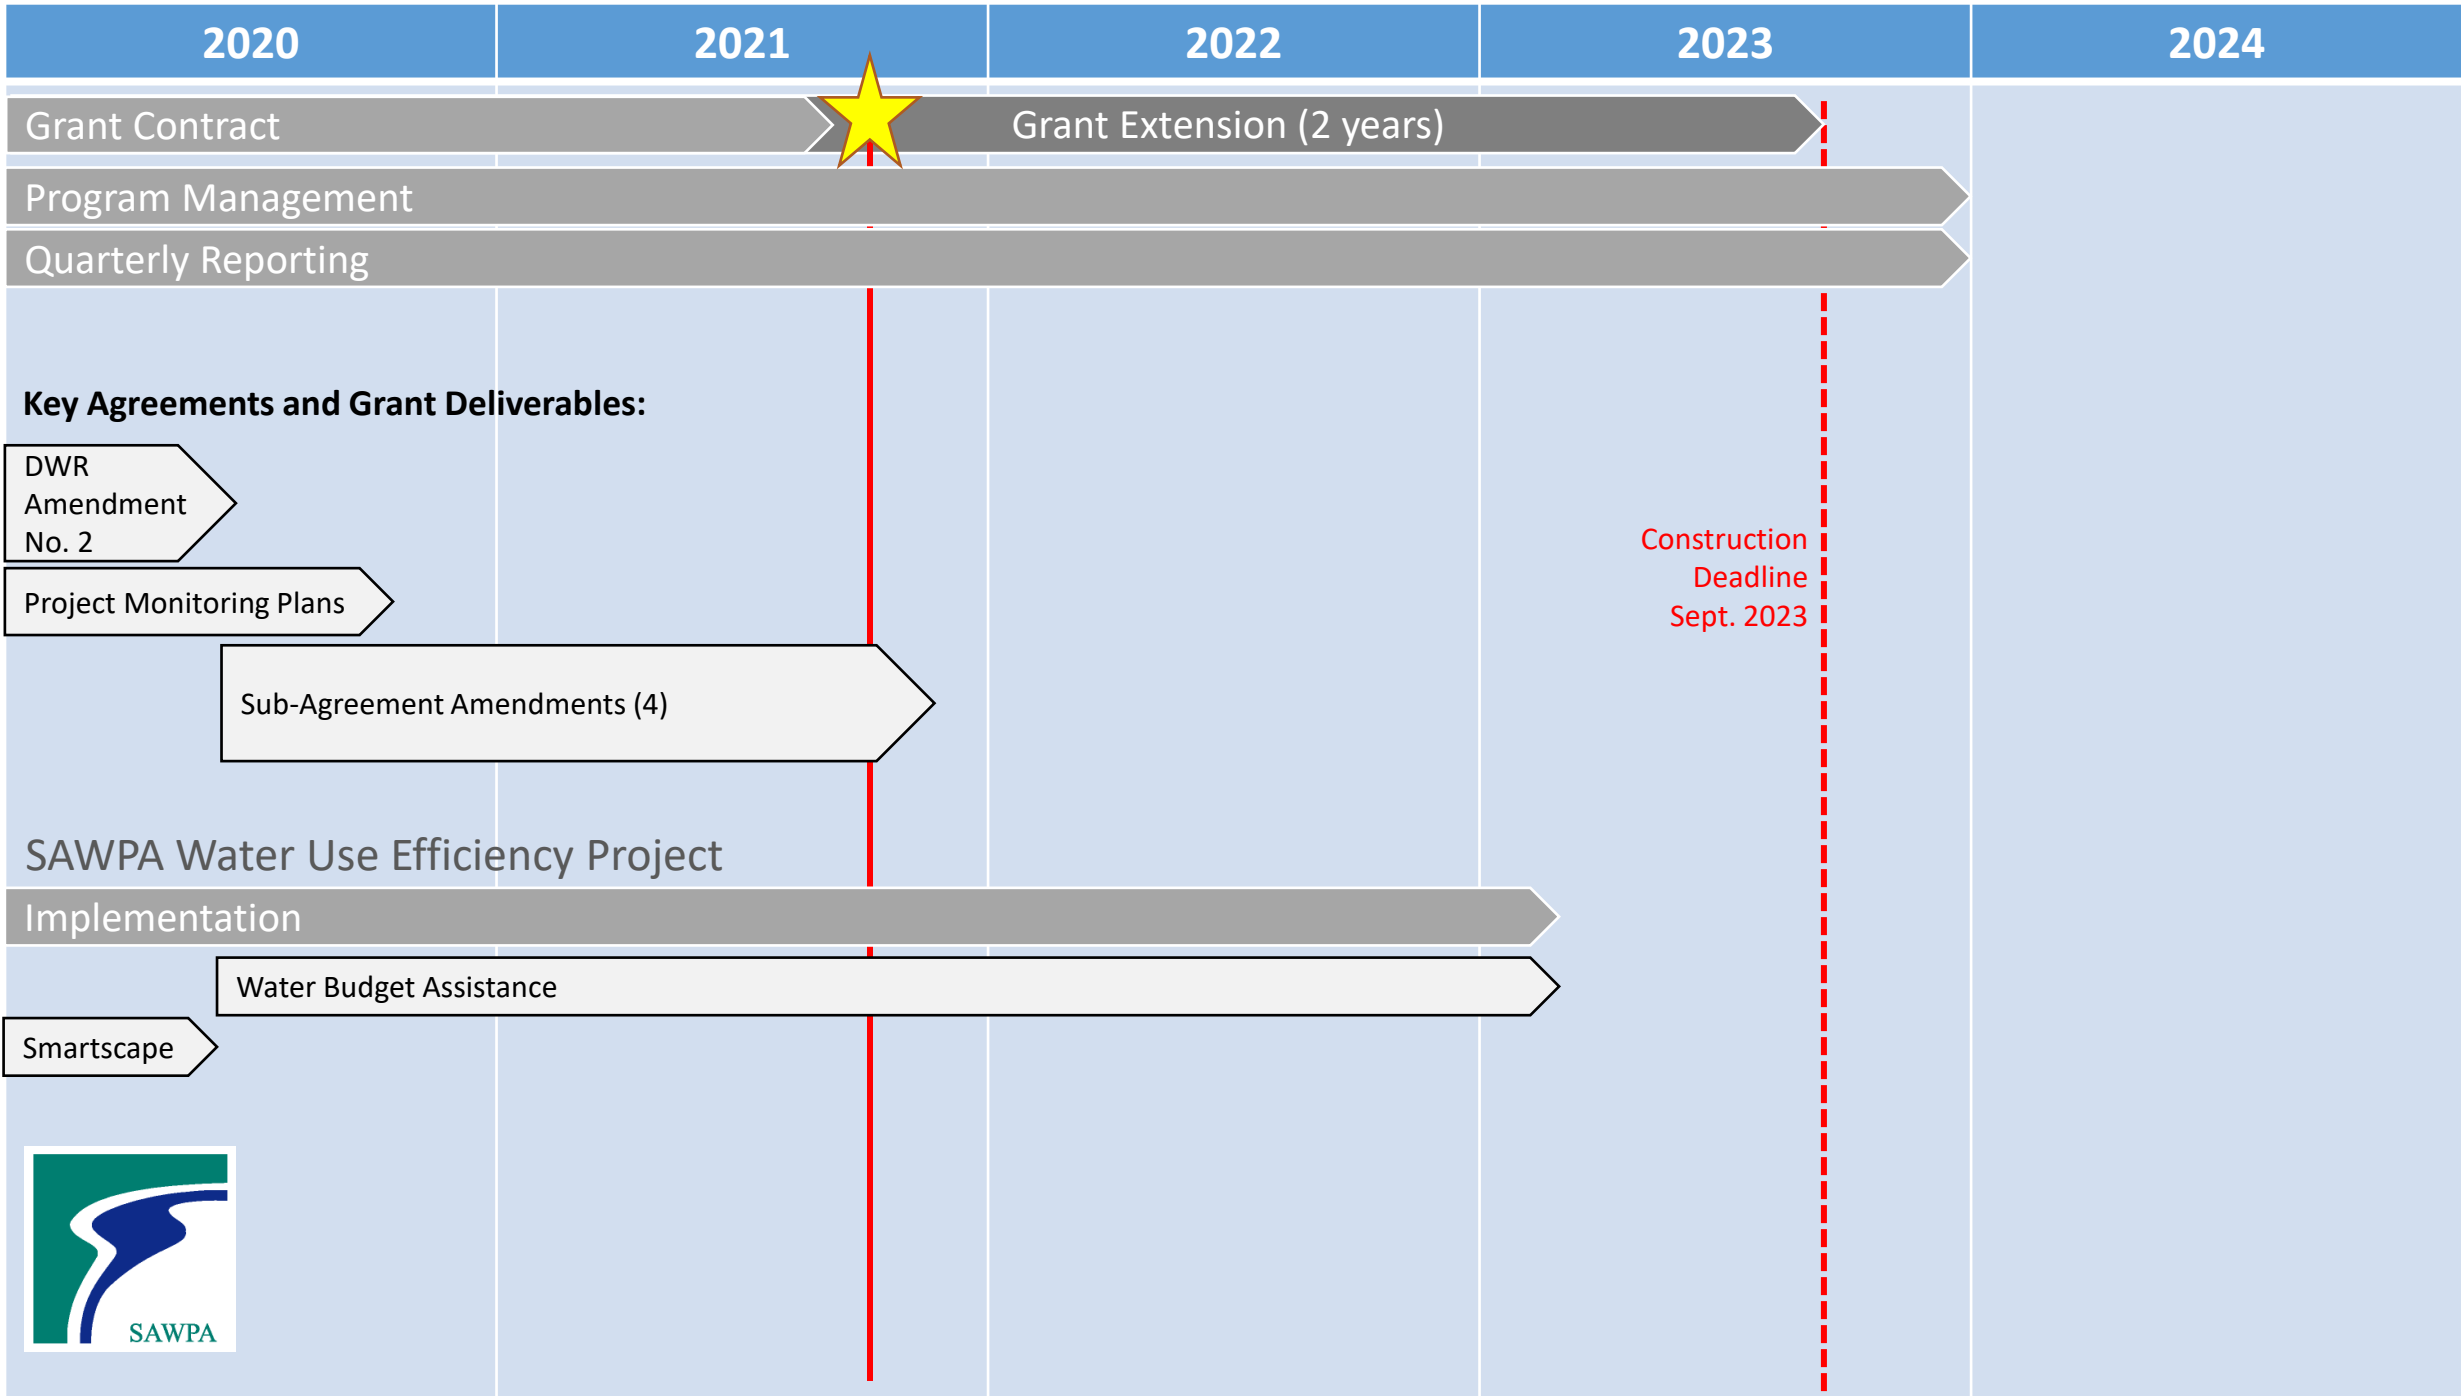 2020 2021 2022 2023 2024
Grant Contract
Grant Extension (2 years)
Program Management
Quarterly Reporting
Key Agreements and Grant Deliverables:
DWR
Amendment
No. 2
Project Monitoring Plans
Construction
Deadline
Sept. 2023
Sub-Agreement Amendments (4)
SAWPA Water Use Efficiency Project
Implementation
Water Budget Assistance
Smartscape
SAWPA